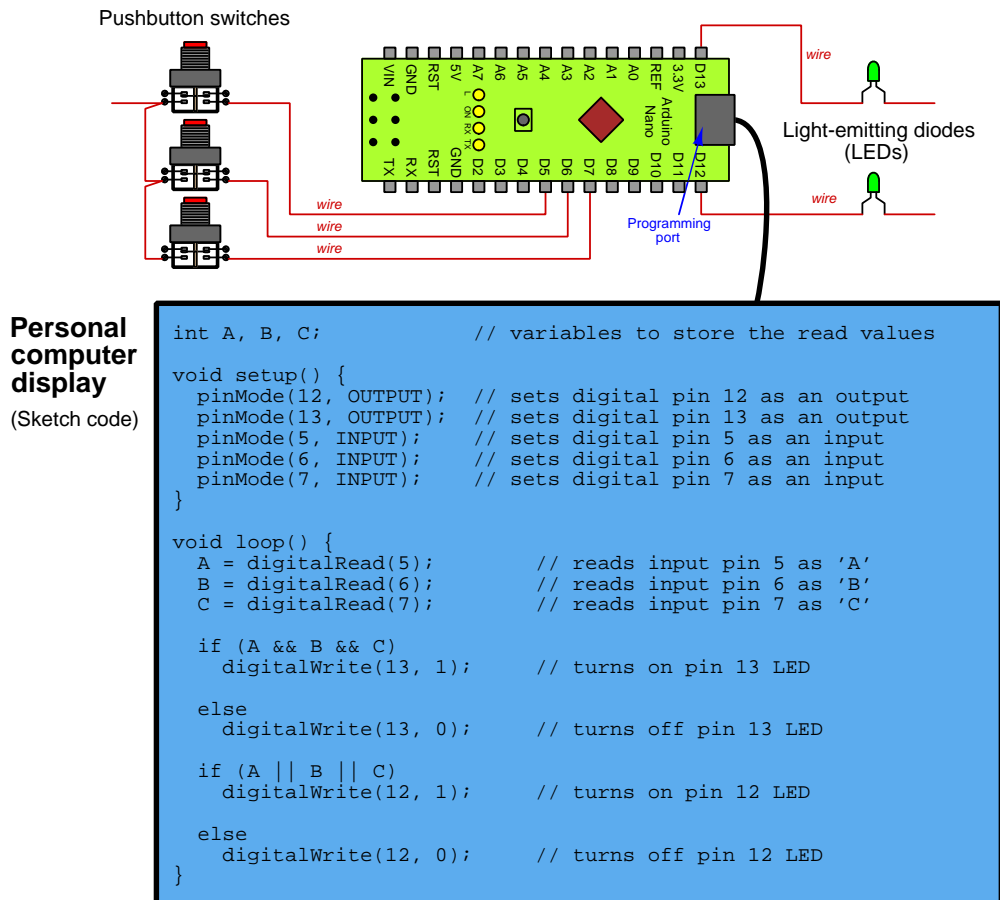 Pushbutton switches
VIN GND RST 5V A7 A6 A5 A4 A3 A2 A1 A0 REF 3.3V D13
L ON RX TX
Arduino
Nano
TX RX RST GND D2 D3 D4 D5 D6 D7 D8 D9 D10 D11 D12
wire
wire
wire
wire
wire
Light-emitting diodes
(LEDs)
Programming
port
Personal
computer
display
(Sketch code)
int A, B, C;             // variables to store the read values
void setup() {
  pinMode(12, OUTPUT);   // sets digital pin 12 as an output
  pinMode(13, OUTPUT);   // sets digital pin 13 as an output
  pinMode(5, INPUT);     // sets digital pin 5 as an input
  pinMode(6, INPUT);     // sets digital pin 6 as an input
  pinMode(7, INPUT);     // sets digital pin 7 as an input
}
void loop() {
  A = digitalRead(5);         // reads input pin 5 as 'A'
  B = digitalRead(6);         // reads input pin 6 as 'B'
  C = digitalRead(7);         // reads input pin 7 as 'C'
  if (A && B && C)
    digitalWrite(13, 1);      // turns on pin 13 LED
  else
    digitalWrite(13, 0);      // turns off pin 13 LED
  if (A || B || C)
    digitalWrite(12, 1);      // turns on pin 12 LED
  else
    digitalWrite(12, 0);      // turns off pin 12 LED
}